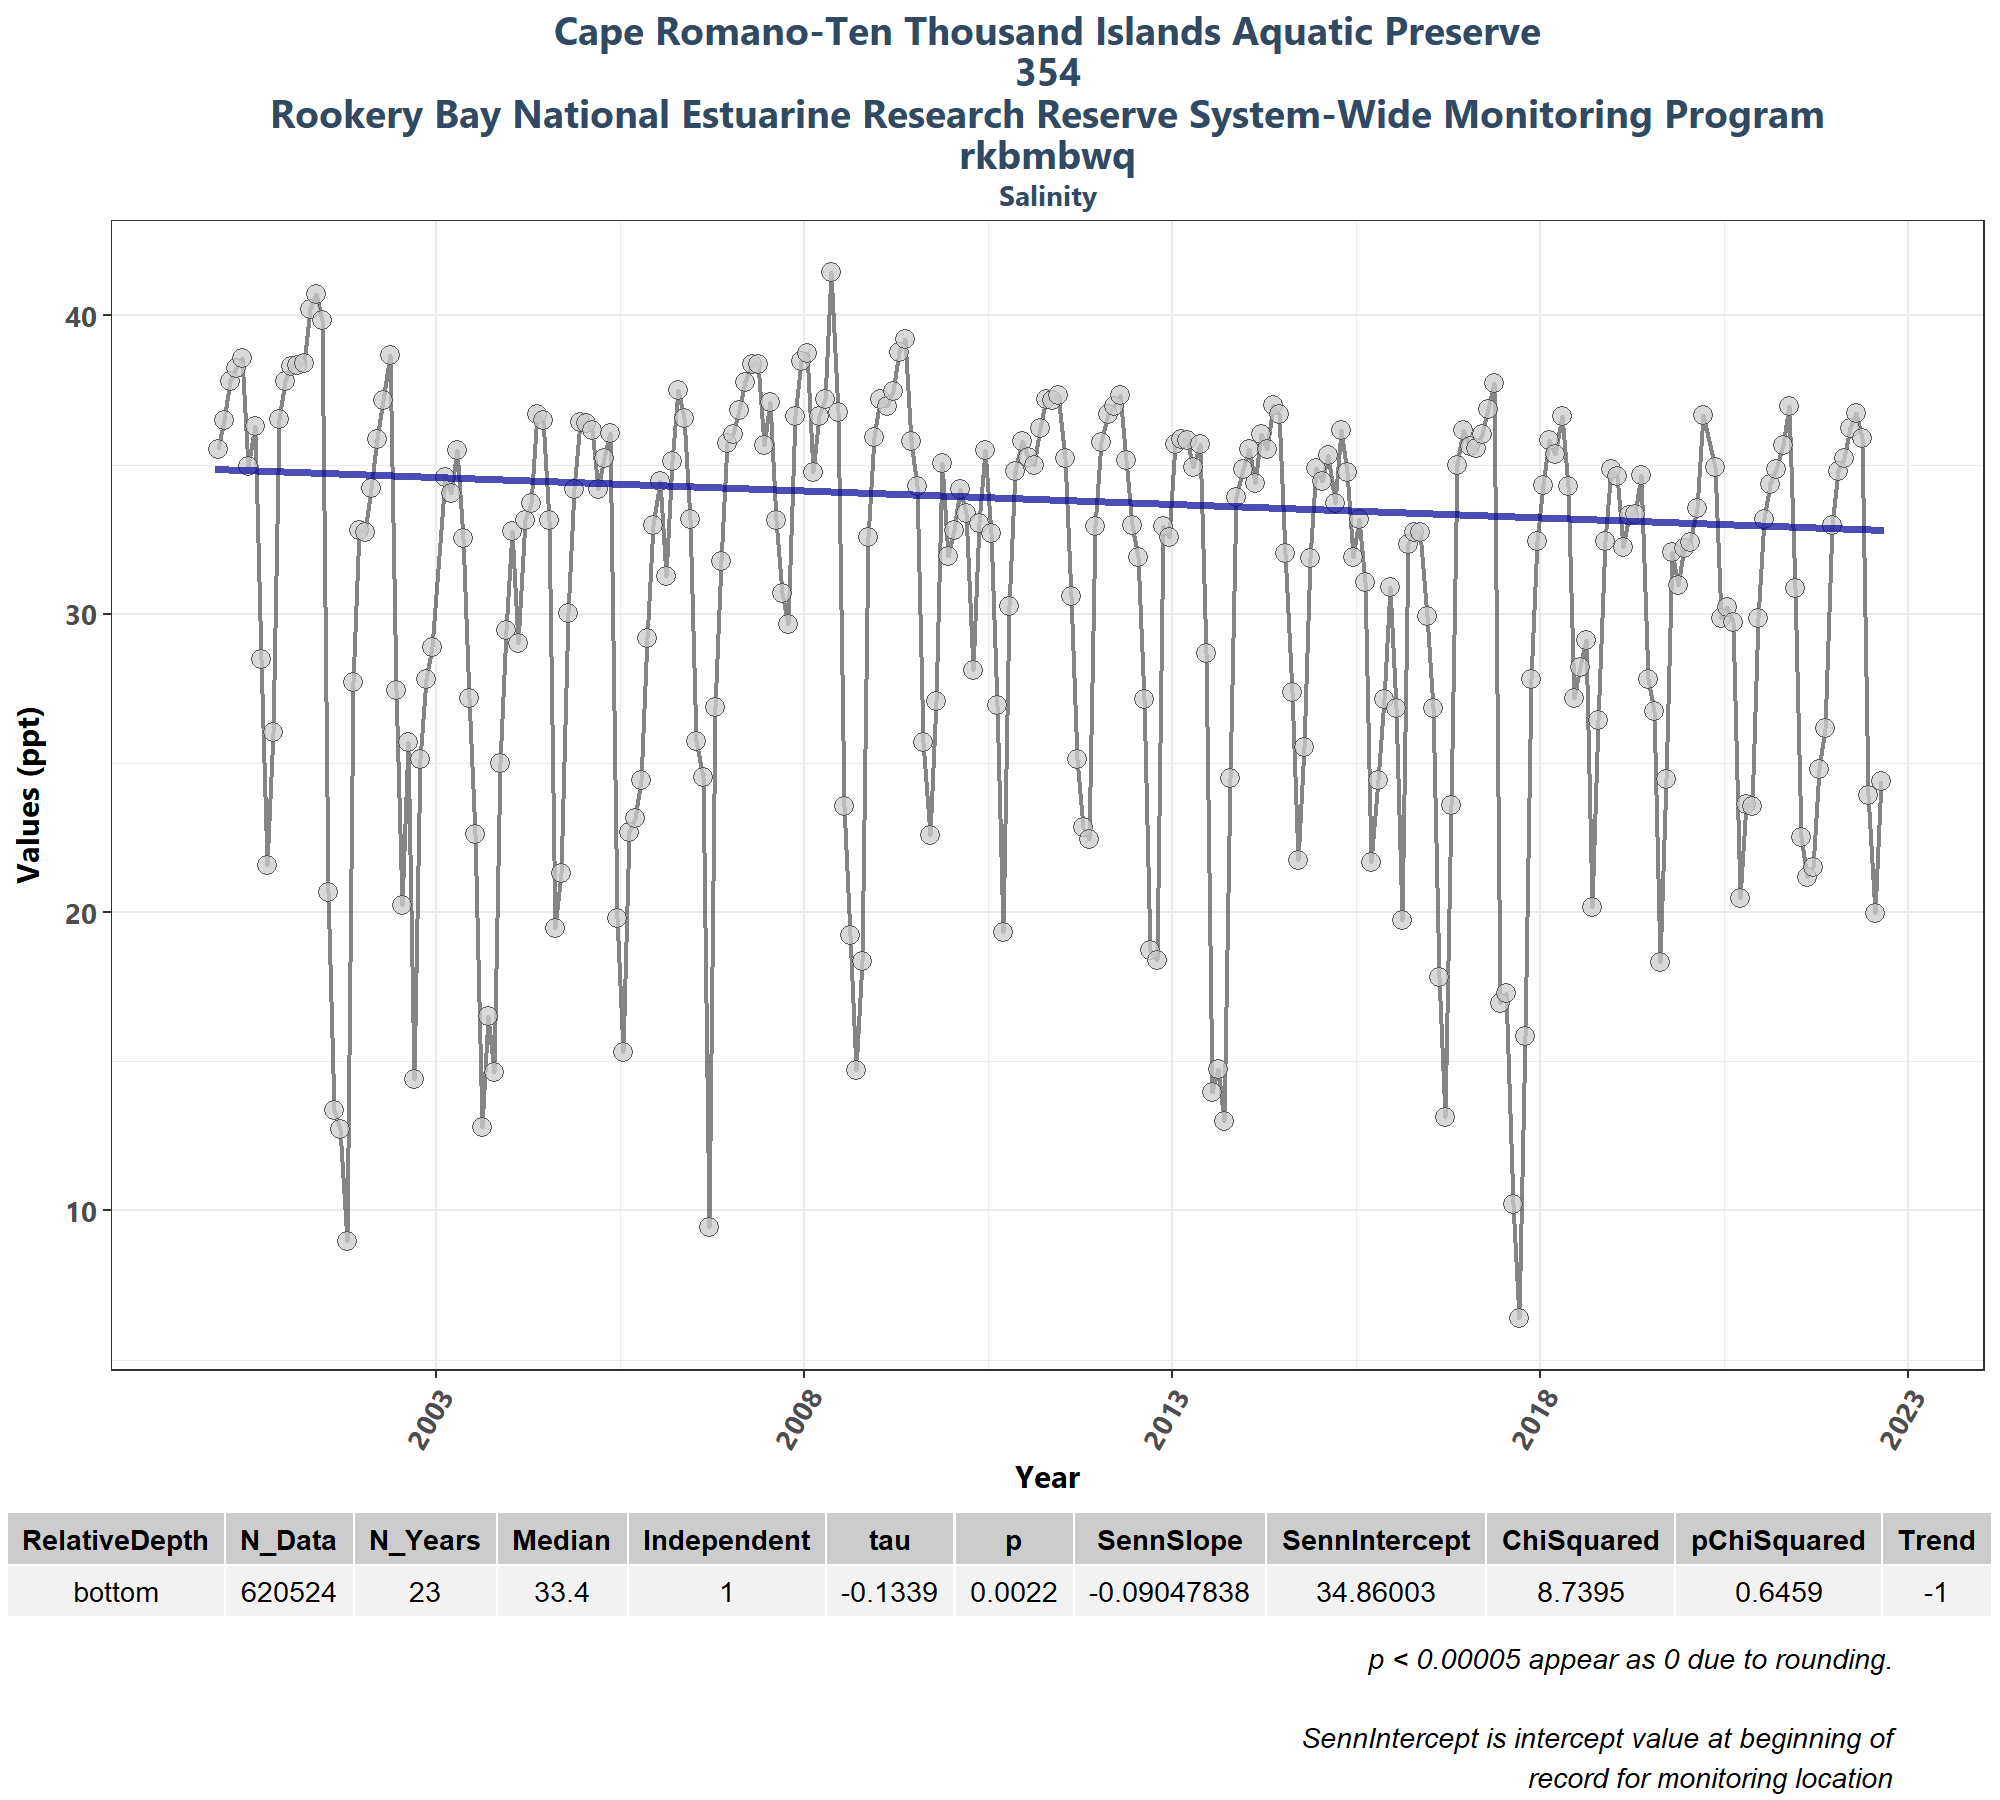 Cape Romano-Ten Thousand Islands Aquatic Preserve
354
Rookery Bay National Estuarine Research Reserve System-Wide Monitoring Program
rkbmbwq
Salinity
40
30
20
10
Values (ppt)
2003 2008 2013 2018 2023
Year
RelativeDepth N_Data N_Years Median Independent tau p SennSlope SennIntercept ChiSquared pChiSquared Trend
bottom 620524 23 33.4 1 -0.1339 0.0022 -0.09047838 34.86003 8.7395 0.6459 -1
p < 0.00005 appear as 0 due to rounding.
SennIntercept is intercept value at beginning of
record for monitoring location